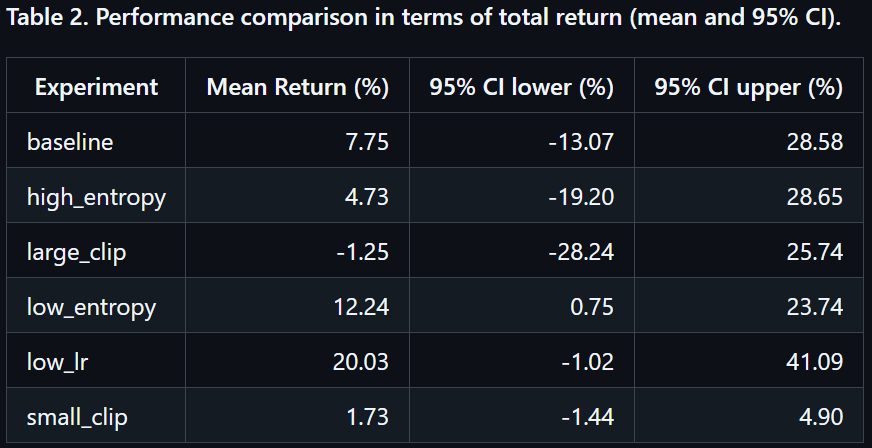 Table 2. Performance comparison in terms of total return (mean and 95% CI).
Experiment Mean Return (%) 95% CI lower (%) 95% CI upper (%)
baseline 7.75 -13.07 28.58
high_entropy 4.73 -19.20 28.65
large_clip -1.25 -28.24 25.74
low_entropy 12.24 0.75 23.74
low_lr 20.03 -1.02 41.09
small_clip 1.73 -1.44 4.90